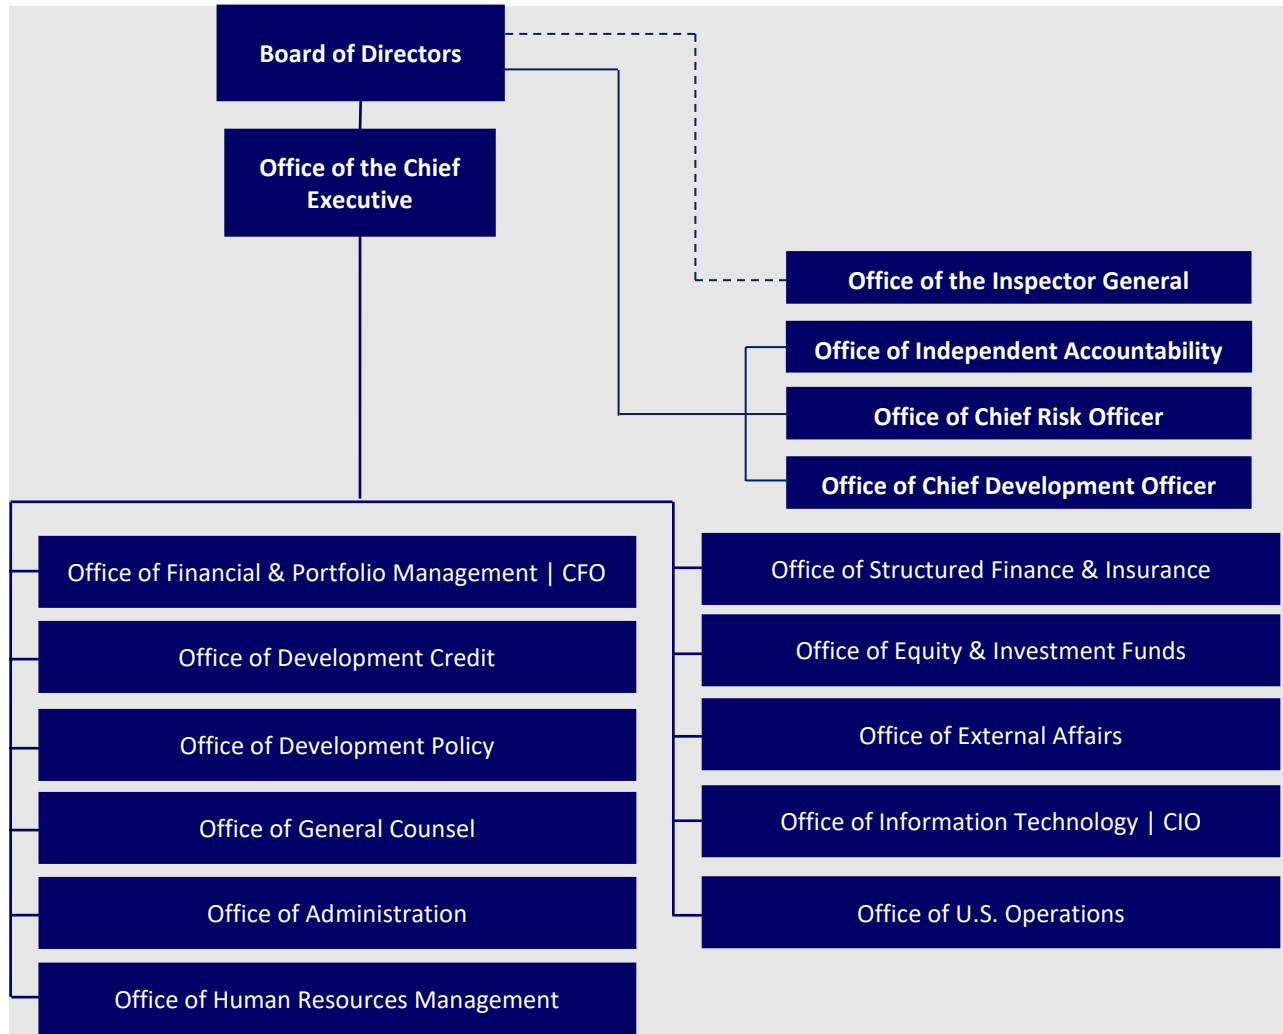 Board of Directors
Office of the Chief
Executive
Office of the Inspector General
Office of Independent Accountability
Office of Chief Risk Officer
Office of Chief Development Officer
Office of Financial & Portfolio Management | CFO
Office of Development Credit
Office of Development Policy
Office of General Counsel
Office of Administration
Office of Human Resources Management
Office of Structured Finance & Insurance
Office of Equity & Investment Funds
Office of External Affairs
Office of Information Technology | CIO
Office of U.S. Operations